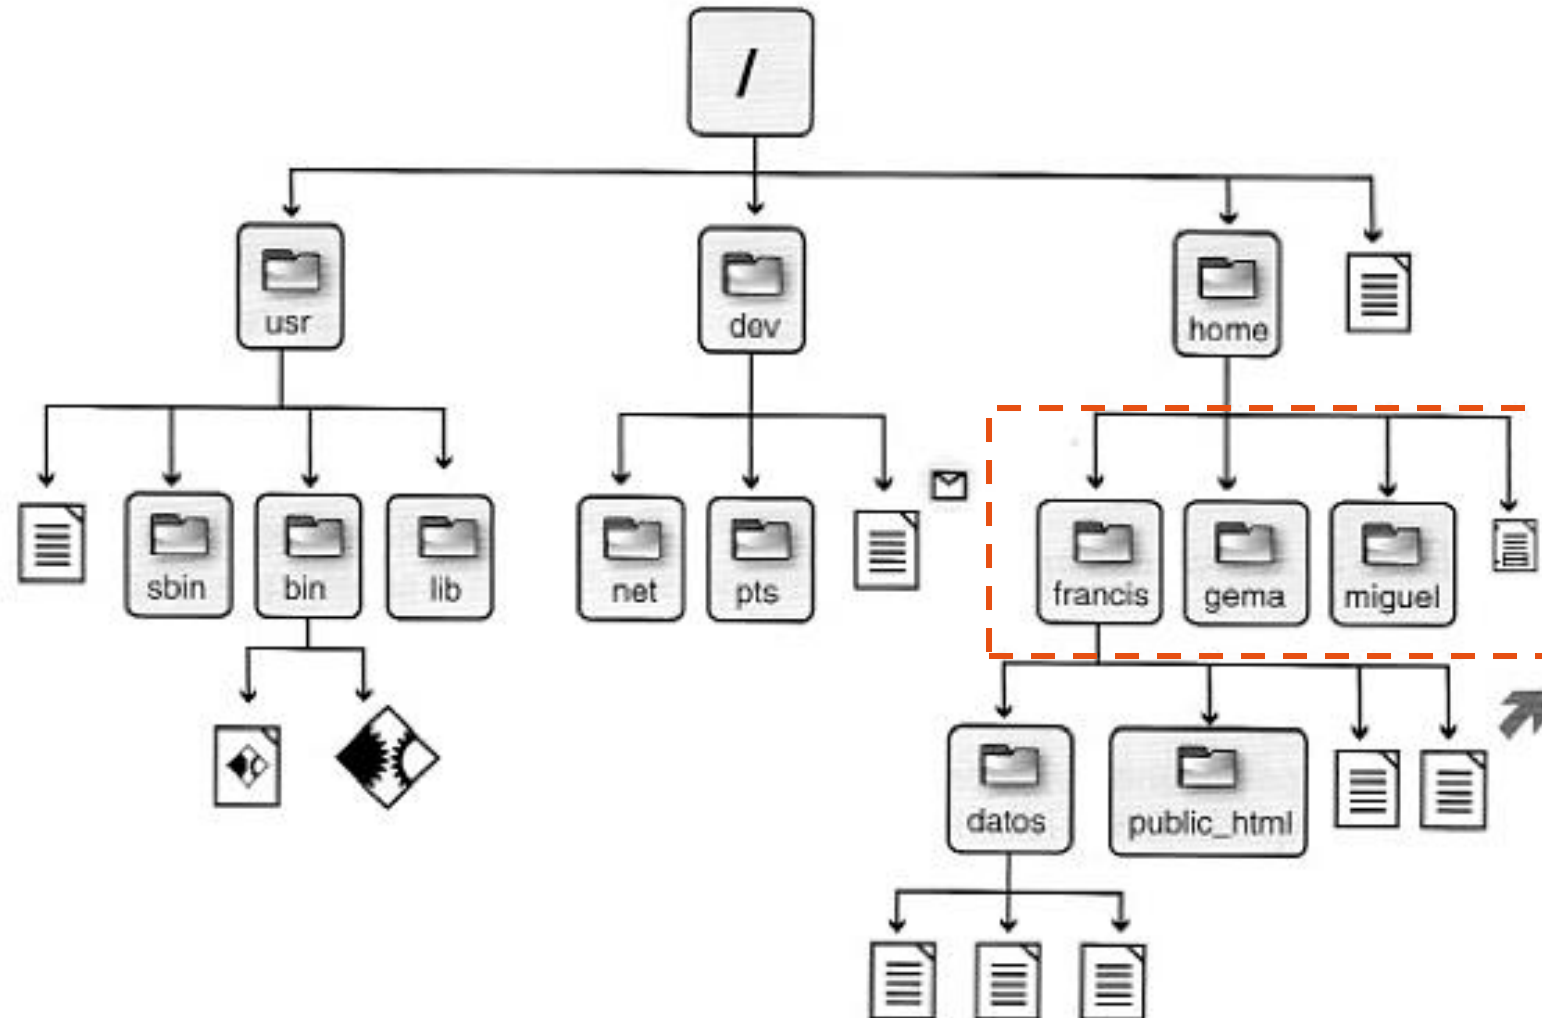 /
usr
dev
home
sbin
bin
lib
net
pts
francis
gema
miguel
datos
public_html